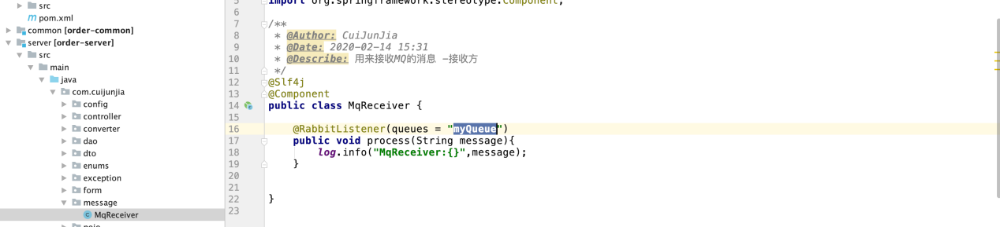 src
pom.xml
common [order-common]
server [order-server]
src
main
java
com.cuijunjia
config
controller
converter
dao
dto
enums
exception
form
message
MqReceiver
import org.springframework.stereotype.Component;
6
7 /**
8 * @Author: CuiJunJia
9 * @Date: 2020-02-14 15:31
10 * @Describe: 用来接收MQ的消息 -接收方
11 */
12 @Slf4j
13 @Component
14 public class MqReceiver {
15
16 @RabbitListener(queues = "myQueue")
17 public void process(String message){
18 log.info("MqReceiver:{}",message);
19 }
20
21
22 }
23